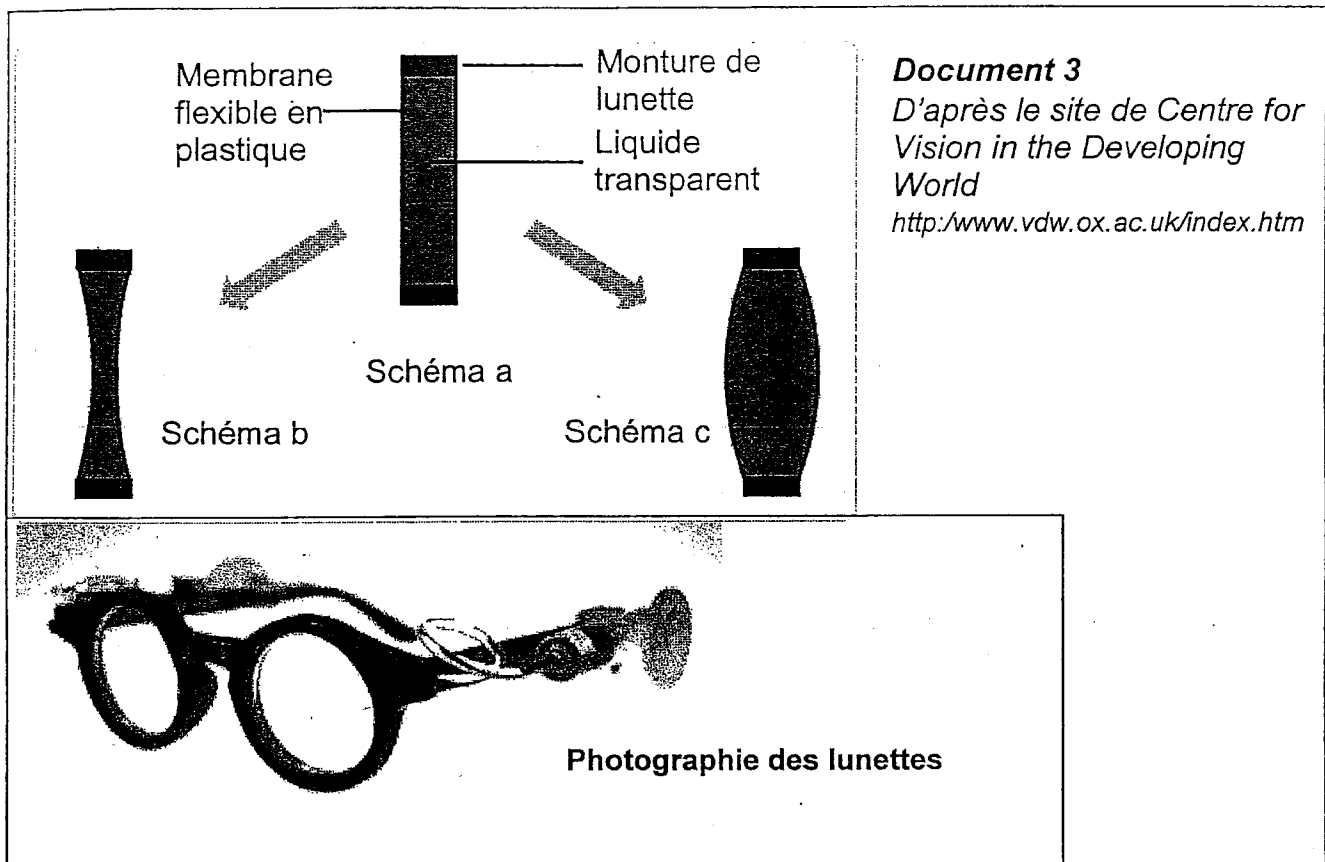 Membrane
flexible en
plastique
Monture de
lunette
Liquide
transparent
Schéma a
Schéma b
Schéma c
Document 3
D'après le site de Centre for
Vision in the Developing
World
http:/www.vdw.ox.ac.uk/index.htm
Photographie des lunettes